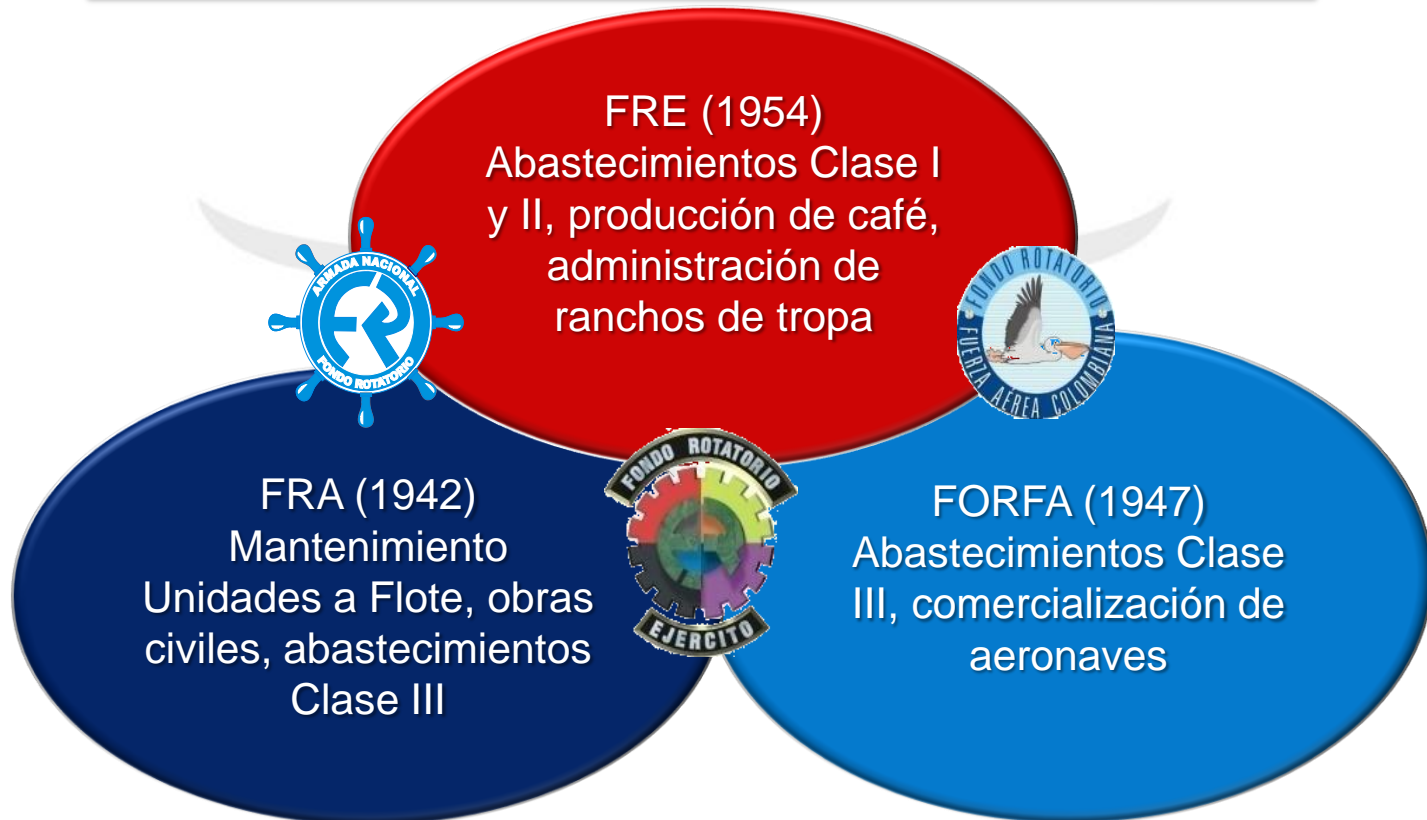 FRE (1954)
Abastecimientos Clase I
y II, producción de café,
administración de
ranchos de tropa
ARMADA NACIONAL
FR
FONDO ROTATORIO
FONDO ROTATORIO
FUERZA AÉREA COLOMBIANA
FONDO ROTATORIO
EJERCITO
FRA (1942)
Mantenimiento
Unidades a Flote, obras
civiles, abastecimientos
Clase III
FORFA (1947)
Abastecimientos Clase
III, comercialización de
aeronaves